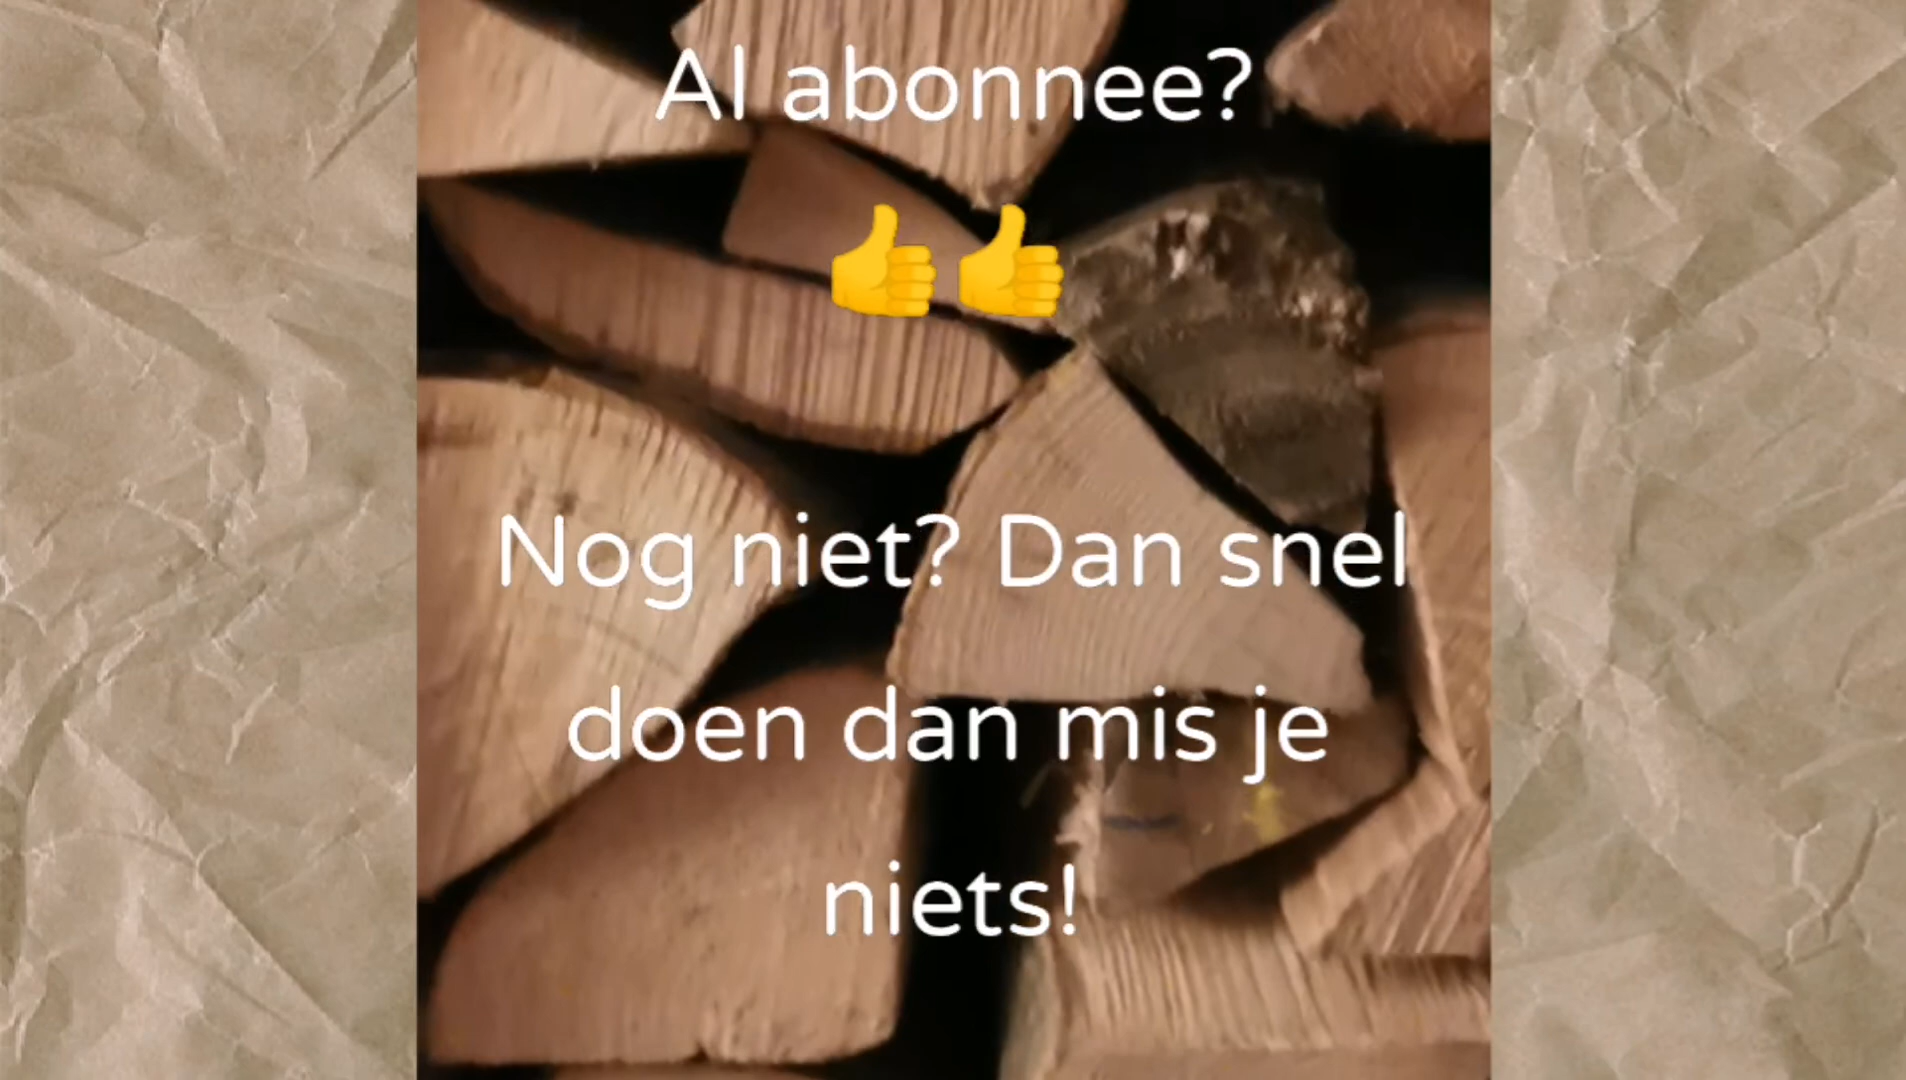 Al abonnee?
👍👍
Nog niet? Dan snel
doen dan mis je
niets!